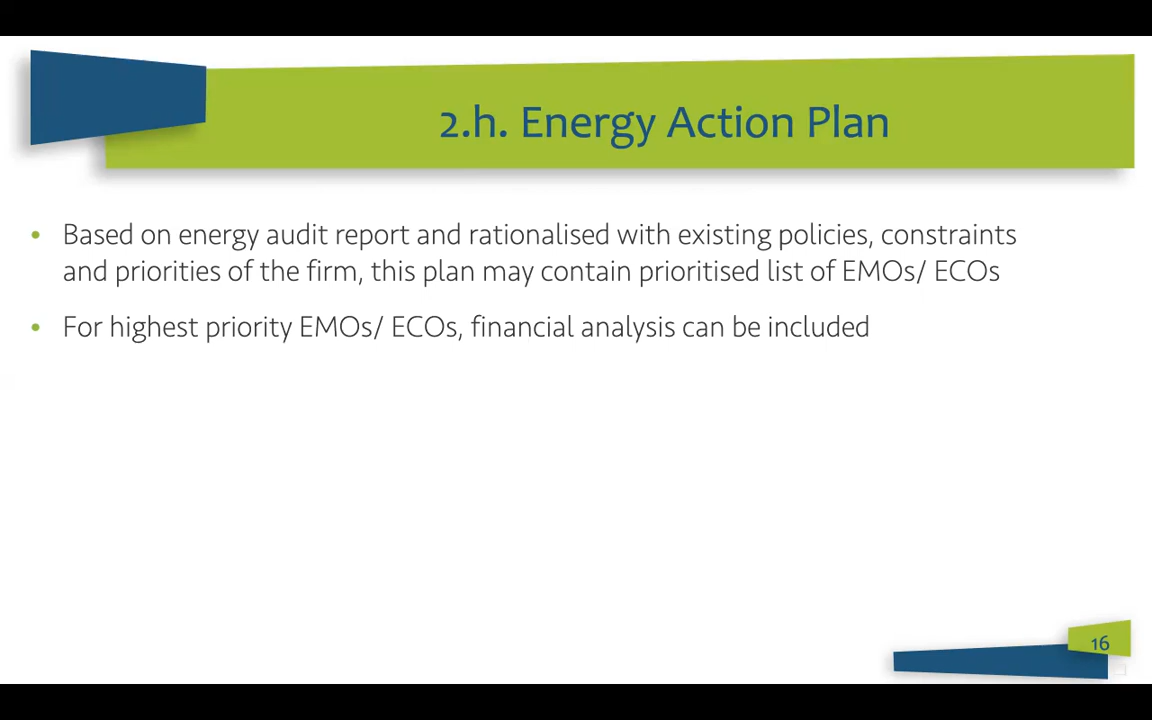 2.h. Energy Action Plan
• Based on energy audit report and rationalised with existing policies, constraints
and priorities of the firm, this plan may contain prioritised list of EMOs/ ECOs
• For highest priority EMOs/ ECOs, financial analysis can be included
16